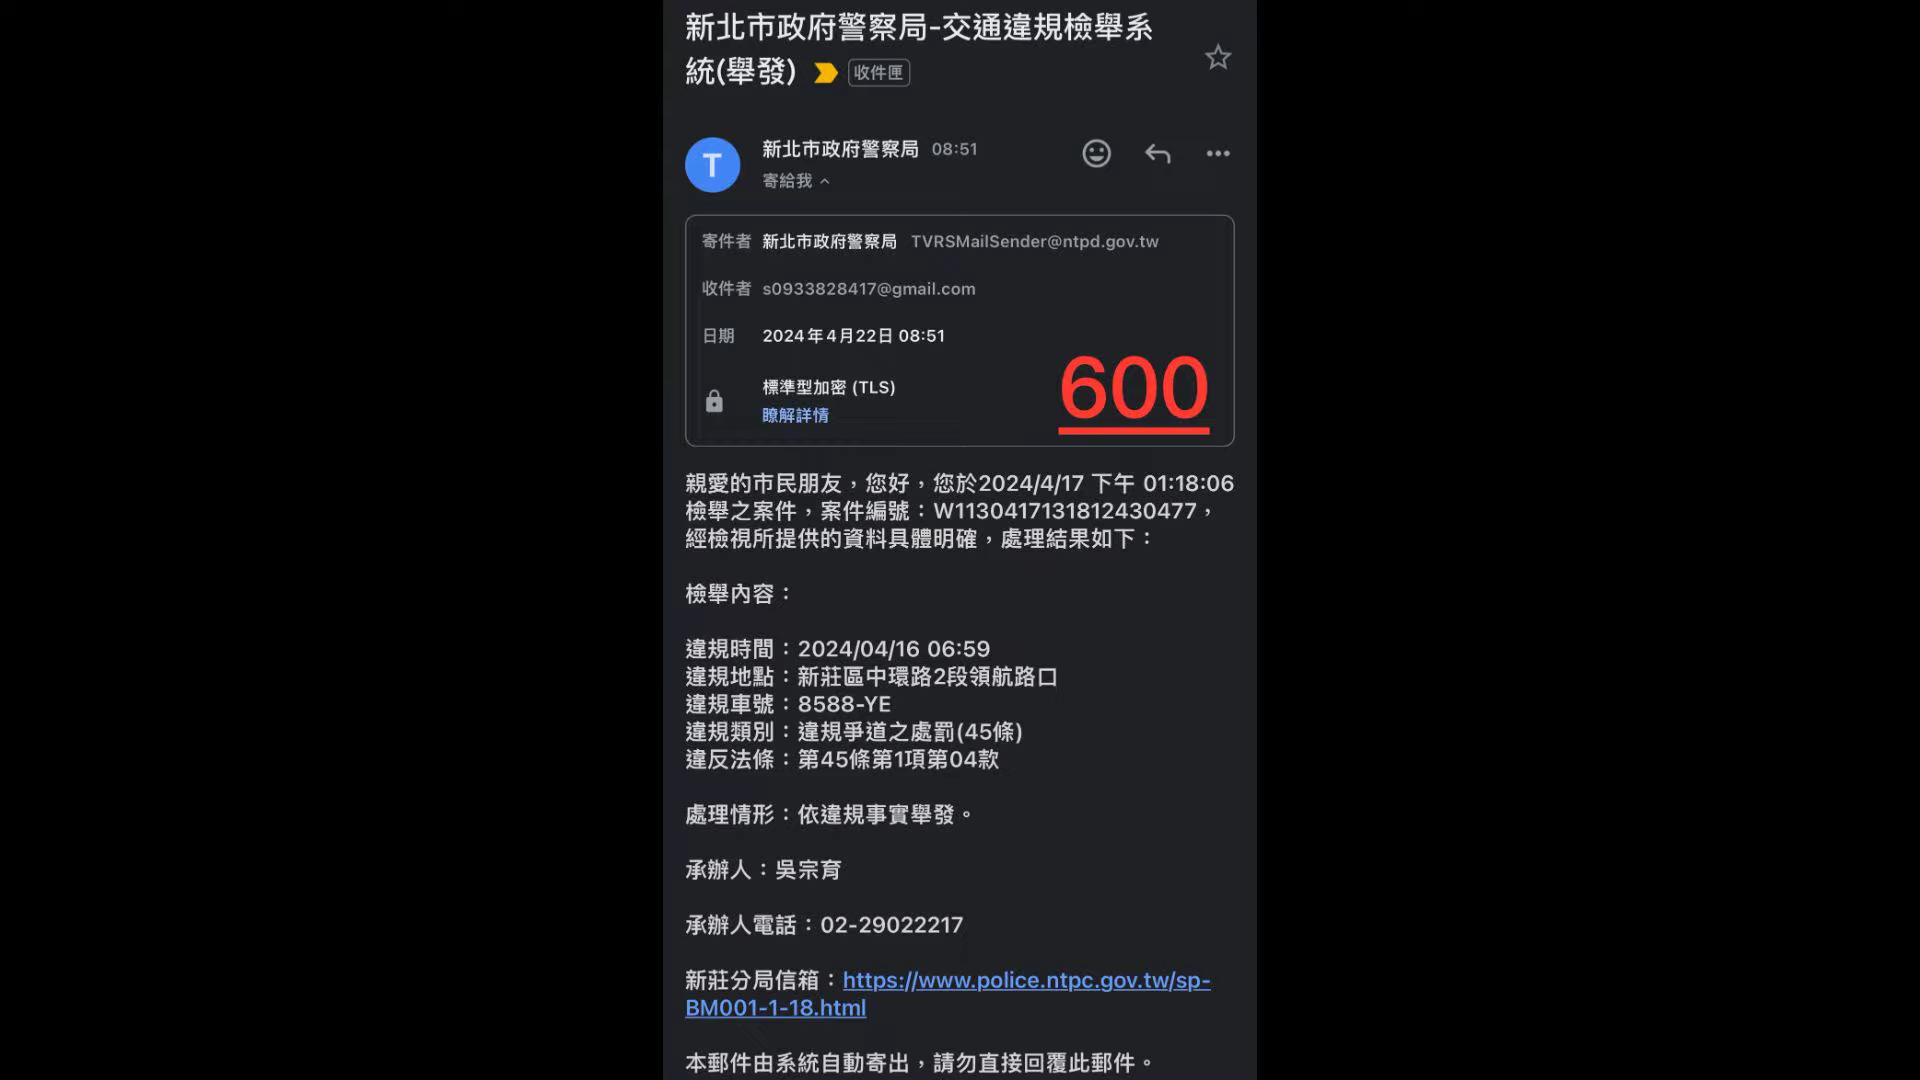 新北市政府警察局-交通違規檢舉系
統(舉發) 收件匣
T
新北市政府警察局 08:51
寄給我
寄件者 新北市政府警察局 TVRSMailSender@ntpd.gov.tw
收件者 s0933828417@gmail.com
日期 2024年4月22日 08:51
標準型加密 (TLS)
瞭解詳情
600
親愛的市民朋友，您好，您於2024/4/17 下午 01:18:06
檢舉之案件，案件編號：W1130417131812430477，
經檢視所提供的資料具體明確，處理結果如下：
檢舉內容：
違規時間：2024/04/16 06:59
違規地點：新莊區中環路2段領航路口
違規車號：8588-YE
違規類別：違規爭道之處罰(45條)
違反法條：第45條第1項第04款
處理情形：依違規事實舉發。
承辦人：吳宗育
承辦人電話：02-29022217
新莊分局信箱：https://www.police.ntpc.gov.tw/sp-
BM001-1-18.html
本郵件由系統自動寄出，請勿直接回覆此郵件。